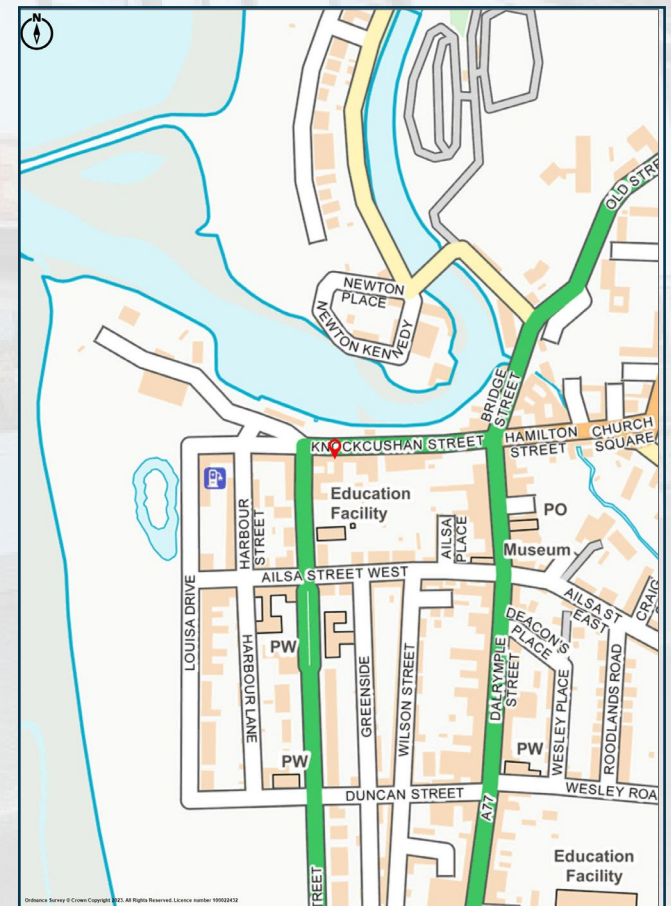 N
OLD STRE
NEWTON
PLACE
NEWTON KENNEDY
BRIDGE
STREET
KNOCKCUSHAN STREET
HAMILTON
STREET
CHURCH
SQUARE
Education
Facility
HARBOUR
STREET
AILSA
PLACE
PO
Museum
AILSA STREET WEST
AILSA ST
EAST
CRAIG
LOUISA DRIVE
HARBOUR LANE
PW
GREENSIDE
WILSON STREET
DALRYMPLE
STREET
DEACON'S
PLACE
WESLEY PLACE
ROODLANDS ROAD
PW
PW
DUNCAN STREET
WESLEY ROA
A77
TREET
Education
Facility
Ordnance Survey © Crown Copyright 2023. All Rights Reserved. Licence number 100022432